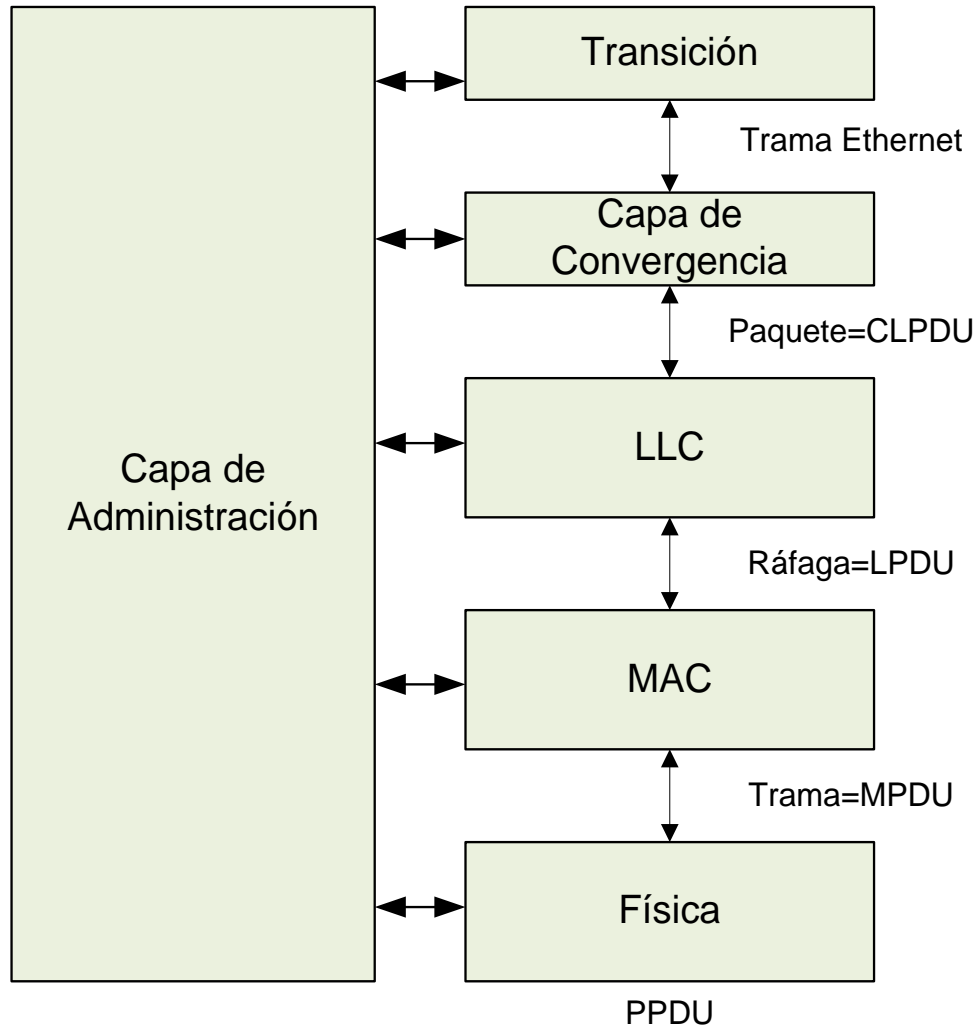 Transición
Trama Ethernet
Capa de
Convergencia
Paquete=CLPDU
LLC
Capa de
Administración
Ráfaga=LPDU
MAC
Trama=MPDU
Física
PPDU